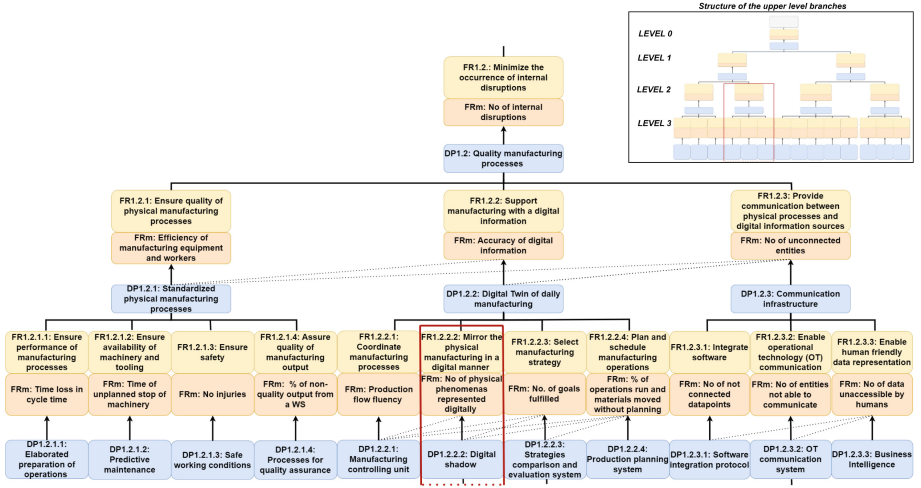 Structure of the upper level branches
LEVEL 0
LEVEL 1
LEVEL 2
LEVEL 3
FR1.2.: Minimize the
occurrence of internal
disruptions
FRm: No of internal
disruptions
DP1.2: Quality manufacturing
processes
FR1.2.1: Ensure quality of
physical manufacturing
processes
FRm: Efficiency of
manufacturing equipment
and workers
DP1.2.1: Standardized
physical manufacturing
processes
FR1.2.2: Support
manufacturing with a digital
information
FRm: Accuracy of digital
information
DP1.2.2: Digital Twin of daily
manufacturing
FR1.2.3: Provide
communication between
physical processes and
digital information sources
FRm: No of unconnected
entities
DP1.2.3: Communication
infrastructure
FR1.2.1.1: Ensure
performance of
manufacturing
processes
FRm: Time loss in
cycle time
DP1.2.1.1:
Elaborated
preparation of
operations
FR1.2.1.2: Ensure
availability of
machinery and
tooling
FRm: Time of
unplanned stop of
machinery
DP1.2.1.2:
Predictive
maintenance
FR1.2.1.3: Ensure
safety
FRm: No injuries
DP1.2.1.3: Safe
working conditions
FR1.2.1.4: Assure
quality of
manufacturing
output
FRm: % of non-
quality output from
a WS
DP1.2.1.4:
Processes for
quality assurance
FR1.2.2.1:
Coordinate
manufacturing
processes
FRm: Production
flow fluency
DP1.2.2.1:
Manufacturing
controlling unit
FR1.2.2.2: Mirror the
physical
manufacturing in a
digital manner
FRm: No of physical
phenomenas
represented
digitally
DP1.2.2.2: Digital
shadow
FR1.2.2.3: Select
manufacturing
strategy
FRm: No. of goals
fulfilled
DP1.2.2.3:
Strategies
comparison and
evaluation system
FR1.2.2.4: Plan and
schedule
manufacturing
operations
FRm: % of
operations run and
materials moved
without planning
DP1.2.2.4:
Production planning
system
FR1.2.3.1: Integrate
software
FRm: No of not
connected
datapoints
DP1.2.3.1: Software
integration protocol
FR1.2.3.2: Enable
operational
technology (OT)
communication
FRm: No of entities
not able to
communicate
DP1.2.3.2: OT
communication
system
FR1.2.3.3: Enable
human friendly
data representation
FRm: No of data
unaccessible by
humans
DP1.2.3.3: Business
Intelligence